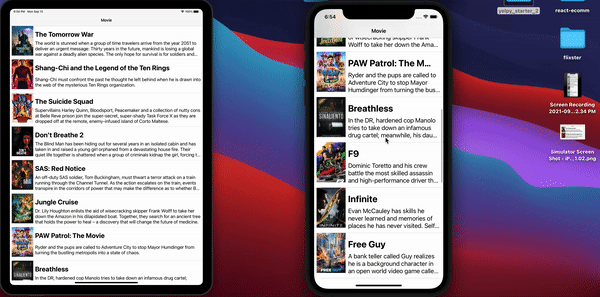 Movie
The Tomorrow War
The world is stunned when a group of time travelers arrive from the year 2051 to
deliver an urgent message: Thirty years in the future, mankind is losing a global
war against a deadly alien species. The only hope for survival is for soldiers and...
Shang-Chi and the Legend of the Ten Rings
Shang-Chi must confront the past he thought he left behind when he is drawn into
the web of the mysterious Ten Rings organization.
The Suicide Squad
Supervillains Harley Quinn, Bloodsport, Peacemaker and a collection of nutty cons
at Belle Reve prison join the super-secret, super-shady Task Force X as they are
dropped off at the remote, enemy-infused island of Corto Maltese.
Don't Breathe 2
The Blind Man has been hiding out for several years in an isolated cabin and has
taken in and raised a young girl orphaned from a devastating house fire. Their
quiet life together is shattered when a group of criminals kidnap the girl, forcing t...
SAS: Red Notice
An off-duty SAS soldier, Tom Buckingham, must thwart a terror attack on a train
running through the Channel Tunnel. As the action escalates on the train, events
transpire in the corridors of power that may make the difference as to whether B...
Jungle Cruise
Dr. Lily Houghton enlists the aid of wisecracking skipper Frank Wolff to take her
down the Amazon in his dilapidated boat. Together, they search for an ancient tree
that holds the power to heal – a discovery that will change the future of medicine.
PAW Patrol: The Movie
Ryder and the pups are called to Adventure City to stop Mayor Humdinger from
turning the bustling metropolis into a state of chaos.
Breathless
In the DR, hardened cop Manolo tries to take down an infamous drug cartel;
6:54
Movie
of wisecracking skipper Frank
Wolff to take her down the Ama...
PAW Patrol: The M...
Ryder and the pups are called to
Adventure City to stop Mayor
Humdinger from turning the bus...
Breathless
SINALIENTO
In the DR, hardened cop Manolo
tries to take down an infamous
drug cartel; meanwhile, his dau...
F9
Dominic Toretto and his crew
battle the most skilled assassin
and high-performance driver th...
Infinite
Evan McCauley has skills he
never learned and memories of
places he has never visited. Self...
Free Guy
FREE GUY
A bank teller called Guy realizes
he is a background character in
an open world video game calle...
yelpy_starter_2
react-ecomm
flixster
Screen Recording
2021-09...2.34 PM
Simulator Screen
Shot - iP...1.02.png